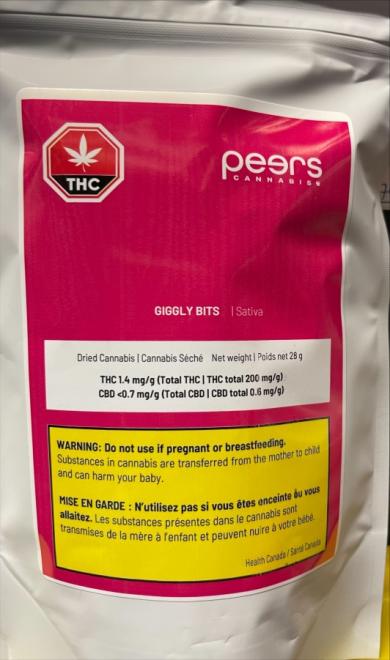 THC
peers
CANNABIS
GIGGLY BITS | Sativa
Dried Cannabis | Cannabis Séché Net weight | Poids net 28 g
THC 1.4 mg/g (Total THC | THC total 200 mg/g)
CBD <0.7 mg/g (Total CBD | CBD total 0.6 mg/g)
WARNING: Do not use if pregnant or breastfeeding.
Substances in cannabis are transferred from the mother to child
and can harm your baby.
MISE EN GARDE : N'utilisez pas si vous êtes enceinte ou vous
allaitez. Les substances présentes dans le cannabis sont
transmises de la mère à l'enfant et peuvent nuire à votre bébé.
Health Canada / Santé Canada